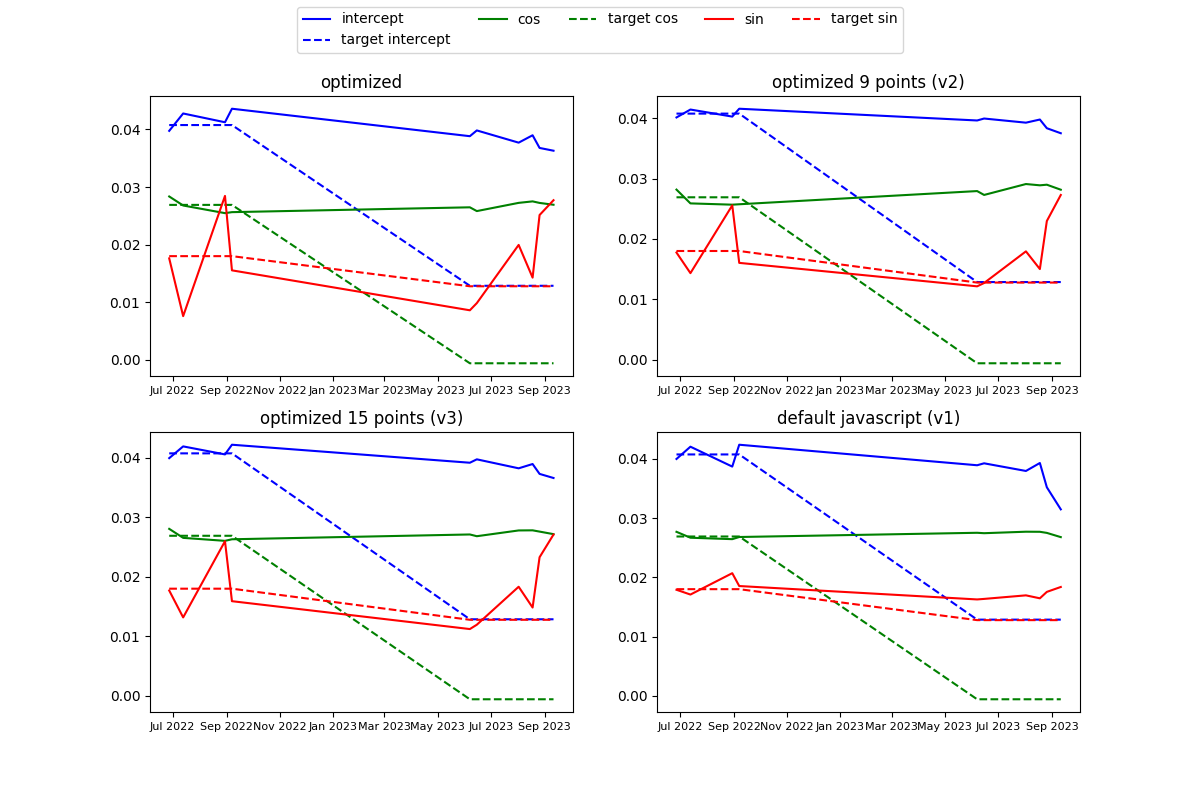 intercept cos target cos sin target sin
target intercept
optimized
0.04
0.03
0.02
0.01
0.00
Jul 2022 Sep 2022 Nov 2022 Jan 2023 Mar 2023 May 2023 Jul 2023 Sep 2023
optimized 9 points (v2)
0.04
0.03
0.02
0.01
0.00
Jul 2022 Sep 2022 Nov 2022 Jan 2023 Mar 2023 May 2023 Jul 2023 Sep 2023
optimized 15 points (v3)
0.04
0.03
0.02
0.01
0.00
Jul 2022 Sep 2022 Nov 2022 Jan 2023 Mar 2023 May 2023 Jul 2023 Sep 2023
default javascript (v1)
0.04
0.03
0.02
0.01
0.00
Jul 2022 Sep 2022 Nov 2022 Jan 2023 Mar 2023 May 2023 Jul 2023 Sep 2023